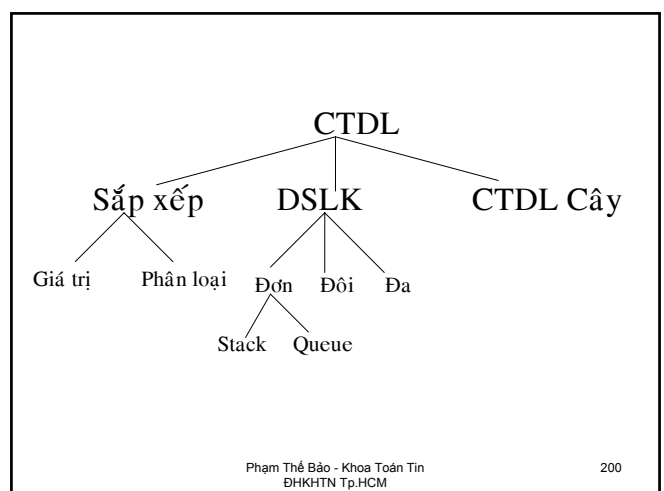 CTDL
Sắp xếp DSLK CTDL Cây
Giá trị Phân loại Đơn Đôi Đa
Stack Queue
Phạm Thế Bảo - Khoa Toán Tin 200
ĐHKHTN Tp.HCM